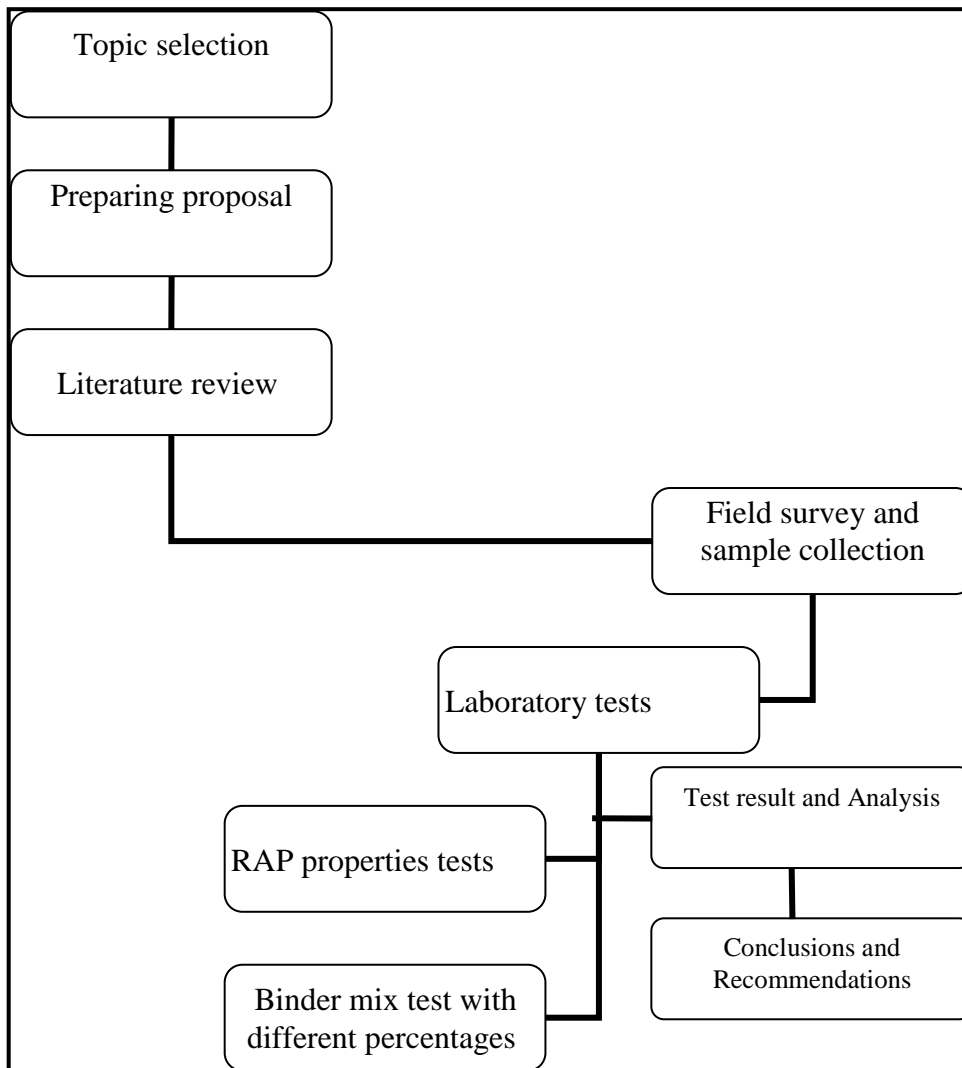 Topic selection
Preparing proposal
Literature review
Field survey and
sample collection
Laboratory tests
Test result and Analysis
RAP properties tests
Conclusions and
Recommendations
Binder mix test with
different percentages